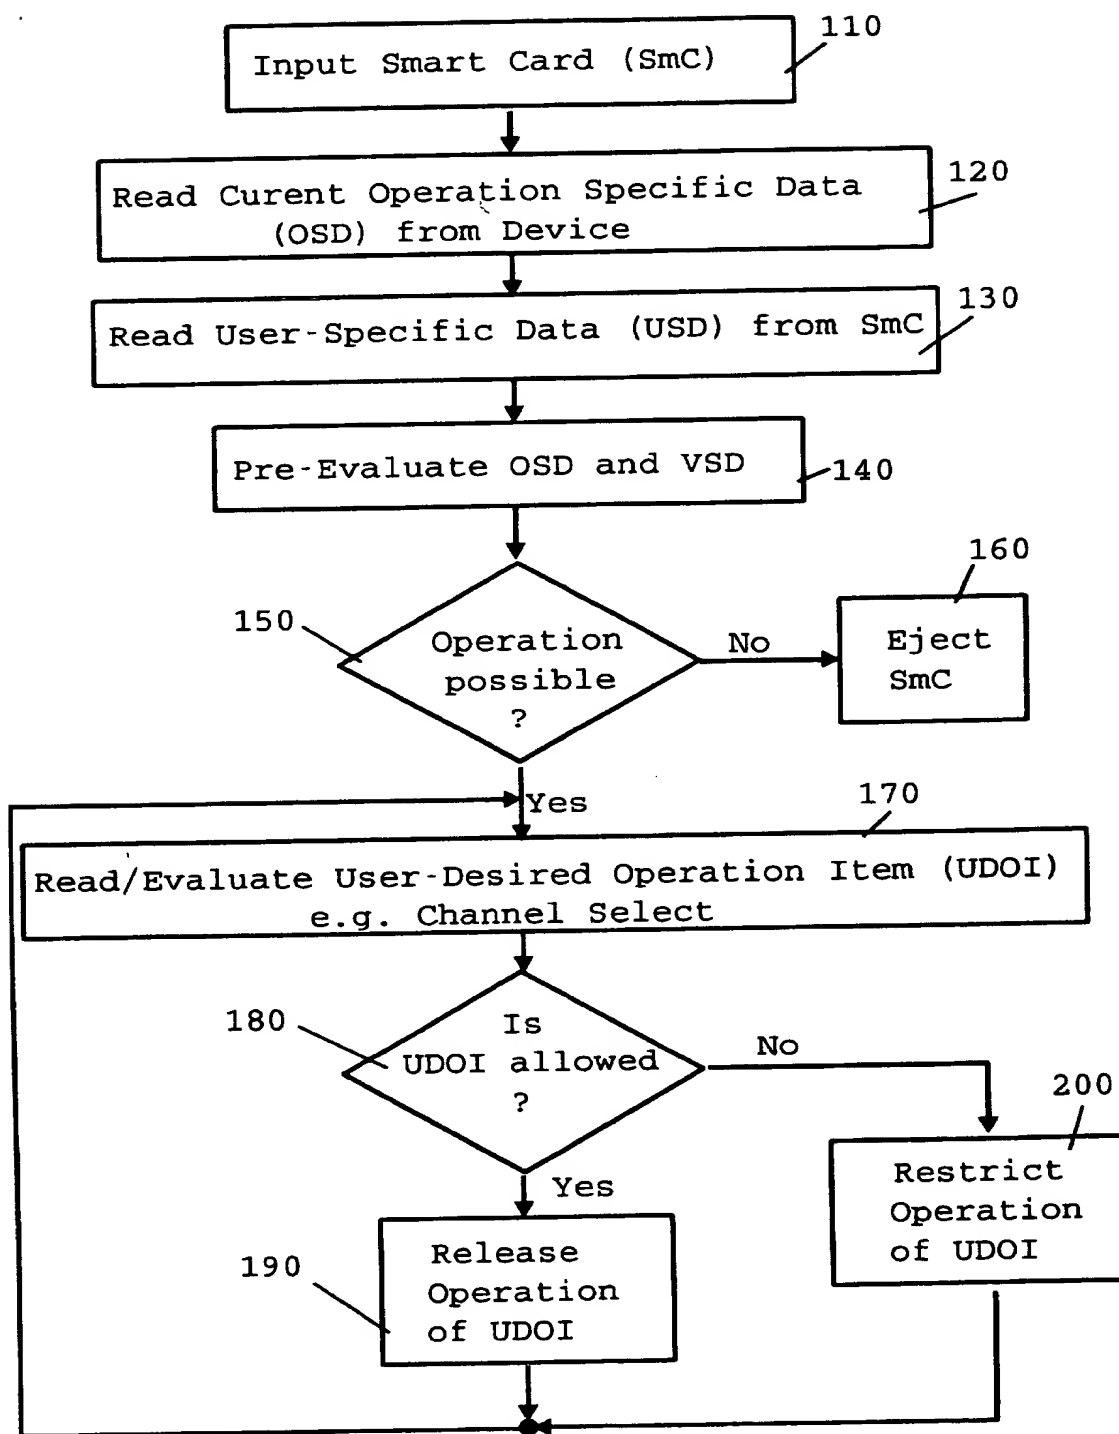 110
Input Smart Card (SmC)
120
Read Curent Operation Specific Data
(OSD) from Device
130
Read User-Specific Data (USD) from SmC
Pre-Evaluate OSD and VSD
140
150
Operation
possible
?
No
160
Eject
SmC
Yes
170
Read/Evaluate User-Desired Operation Item (UDOI)
e.g. Channel Select
180
Is
UDOI allowed
?
No
200
Restrict
Operation
of UDOI
Yes
190
Release
Operation
of UDOI